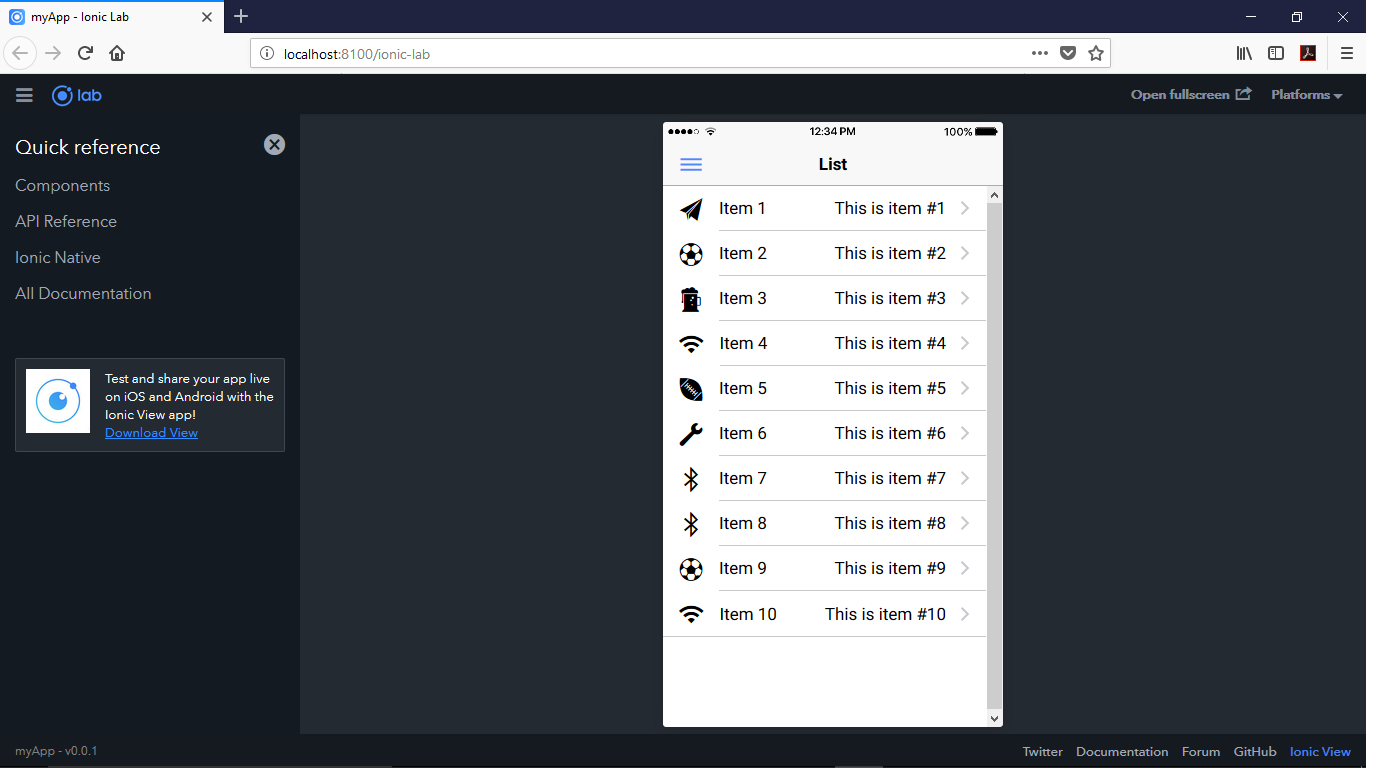 myApp - Ionic Lab
localhost:8100/ionic-lab
lab
Open fullscreen
Platforms
Quick reference
Components
API Reference
Ionic Native
All Documentation
Test and share your app live
on iOS and Android with the
Ionic View app!
Download View
12:34 PM
100%
List
Item 1 This is item #1
Item 2 This is item #2
Item 3 This is item #3
Item 4 This is item #4
Item 5 This is item #5
Item 6 This is item #6
Item 7 This is item #7
Item 8 This is item #8
Item 9 This is item #9
Item 10 This is item #10
myApp - v0.0.1
Twitter Documentation Forum GitHub Ionic View